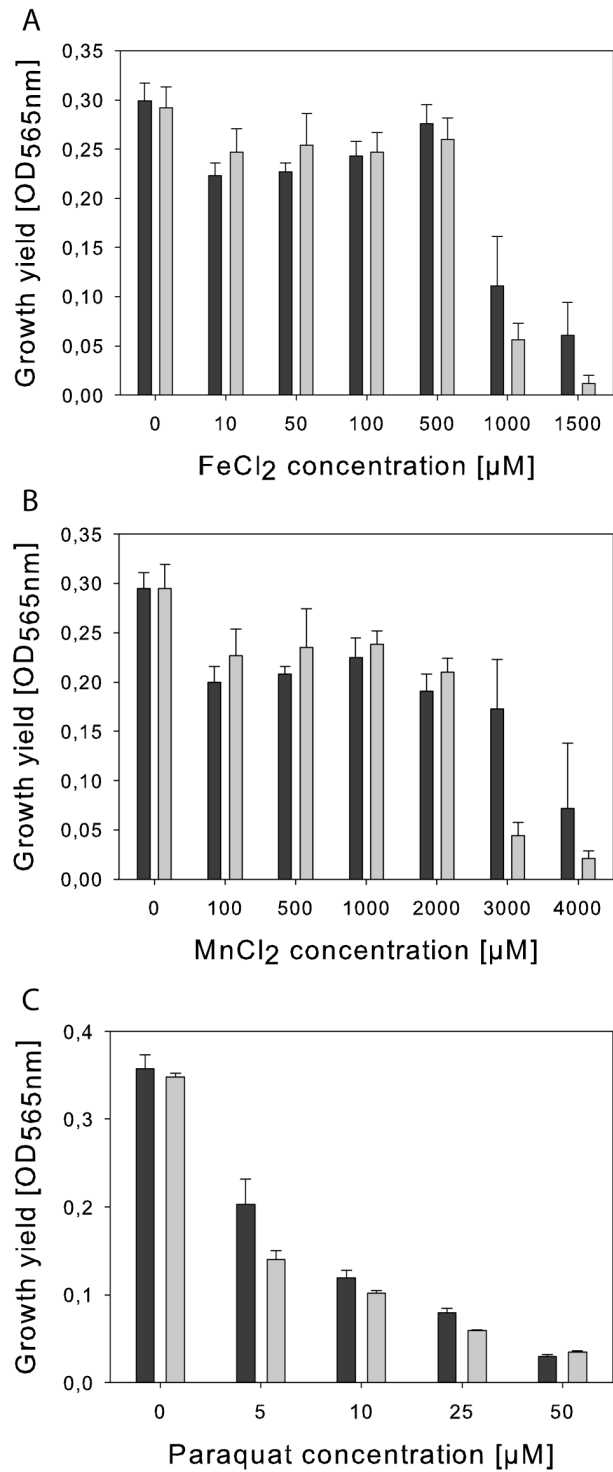 A
0,35
0,30
0,25
0,20
0,15
0,10
0,05
0,00
Growth yield [OD565nm]
0 10 50 100 500 1000 1500
FeCl2 concentration [µM]
B
0,35
0,30
0,25
0,20
0,15
0,10
0,05
0,00
Growth yield [OD565nm]
0 100 500 1000 2000 3000 4000
MnCl2 concentration [µM]
C
0,4
0,3
0,2
0,1
0,0
Growth yield [OD565nm]
0 5 10 25 50
Paraquat concentration [µM]